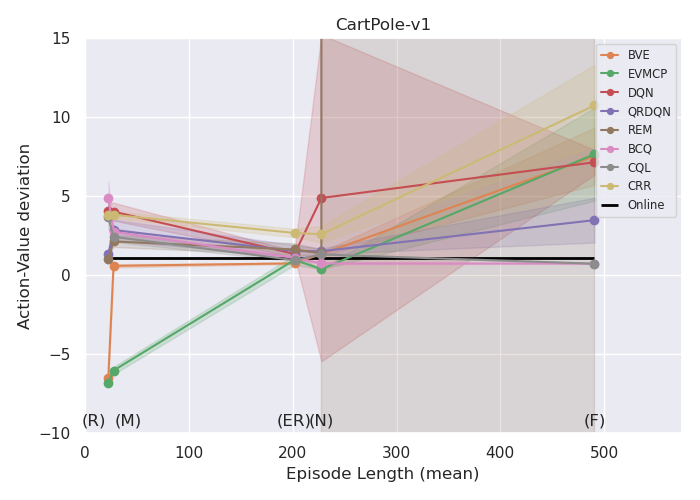 CartPole-v1
15
10
5
0
−5
−10
Action-Value deviation
BVE
EVMCP
DQN
QRDQN
REM
BCQ
CQL
CRR
Online
(R) (M) (ER) (N) (F)
0 100 200 300 400 500
Episode Length (mean)